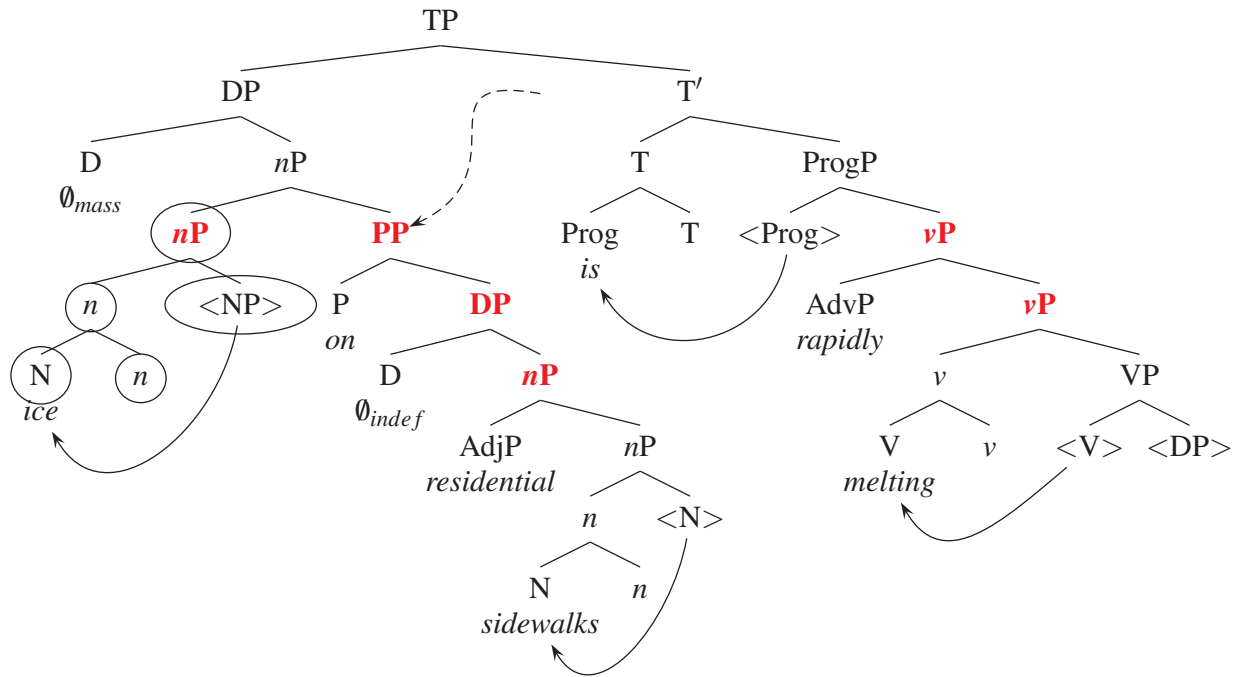 TP
DP T′
D nP T ProgP
∅mass
nP PP Prog T <Prog> vP
is
n <NP> P DP AdvP vP
on rapidly
N n D nP v VP
ice ∅indef
AdjP nP V v <V> <DP>
residential melting
n <N>
N n
sidewalks